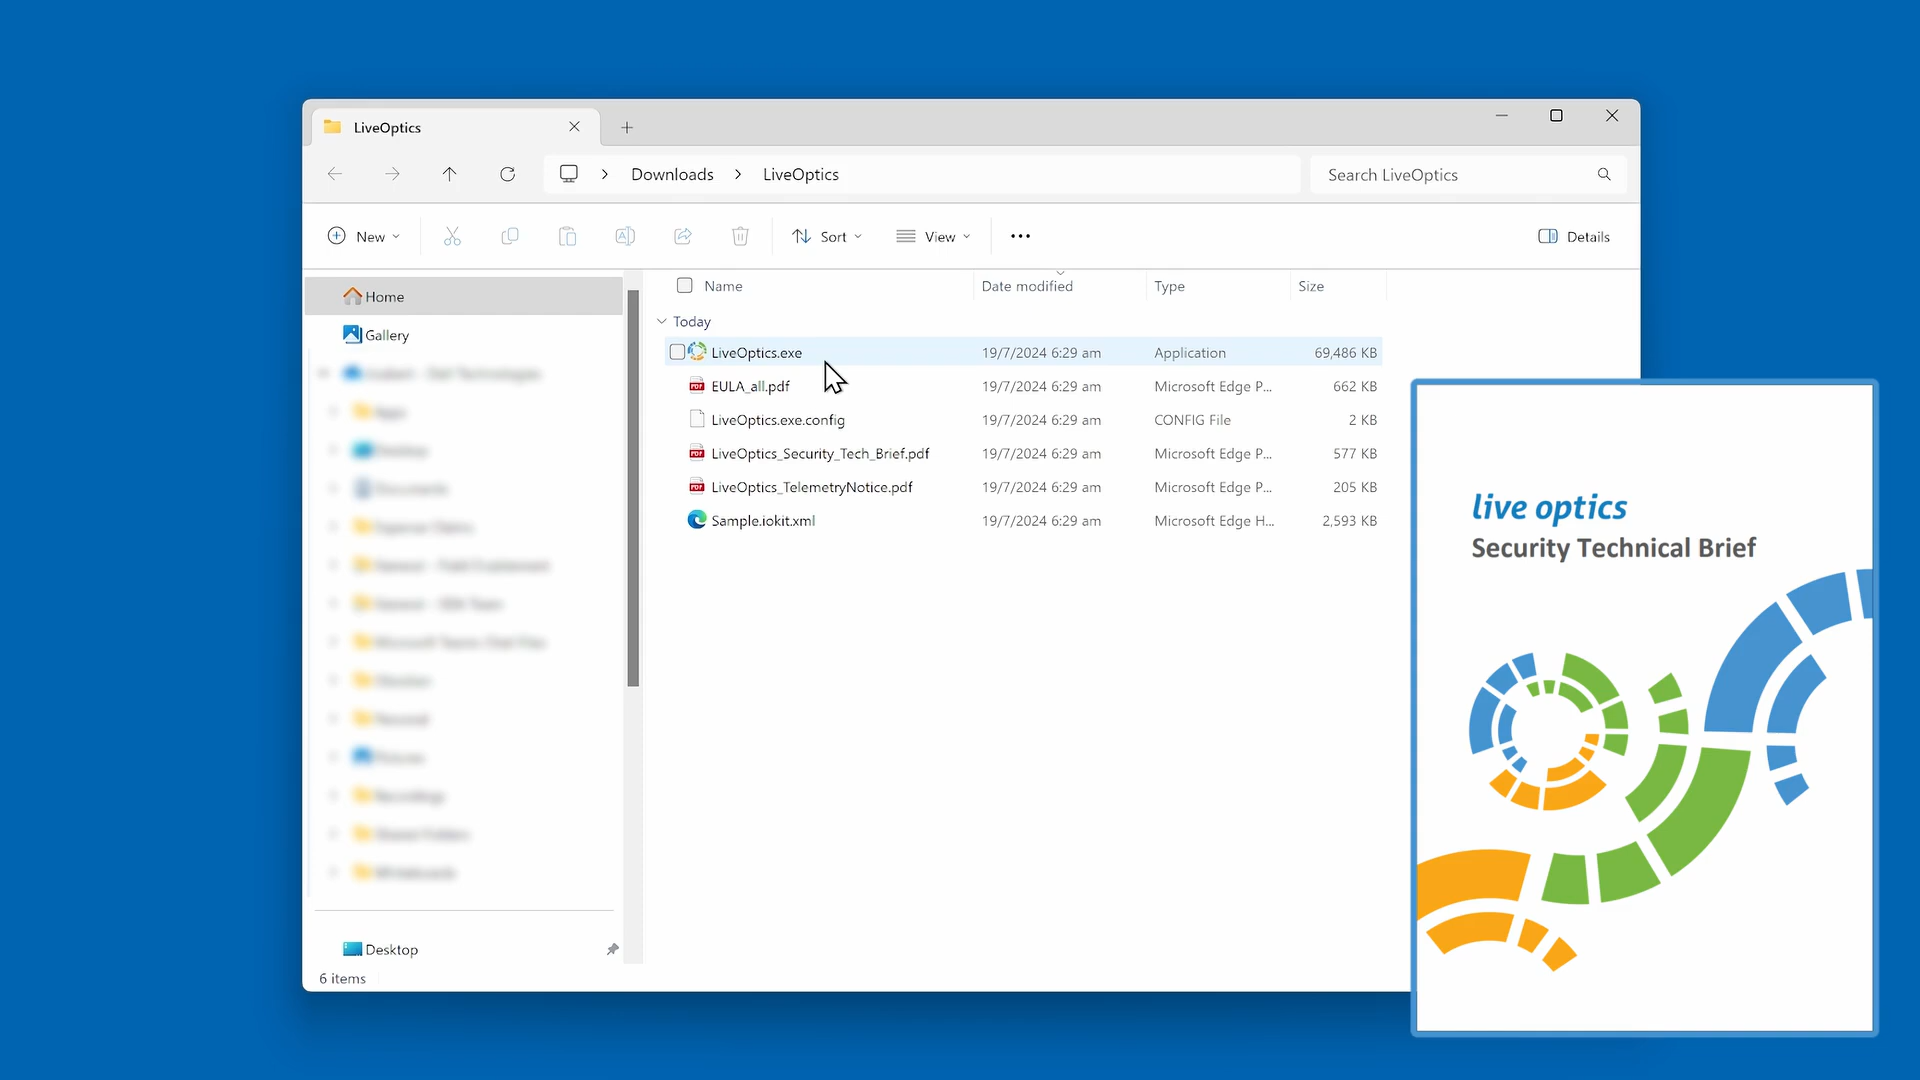 LiveOptics
Downloads > LiveOptics
Search LiveOptics
New
Sort
View
Details
Home
Gallery
Desktop
6 items
Name Date modified Type Size
Today
LiveOptics.exe 19/7/2024 6:29 am Application 69,486 KB
EULA_all.pdf 19/7/2024 6:29 am Microsoft Edge P... 662 KB
LiveOptics.exe.config 19/7/2024 6:29 am CONFIG File 2 KB
LiveOptics_Security_Tech_Brief.pdf 19/7/2024 6:29 am Microsoft Edge P... 577 KB
LiveOptics_TelemetryNotice.pdf 19/7/2024 6:29 am Microsoft Edge P... 205 KB
Sample.iokit.xml 19/7/2024 6:29 am Microsoft Edge H... 2,593 KB
live optics
Security Technical Brief